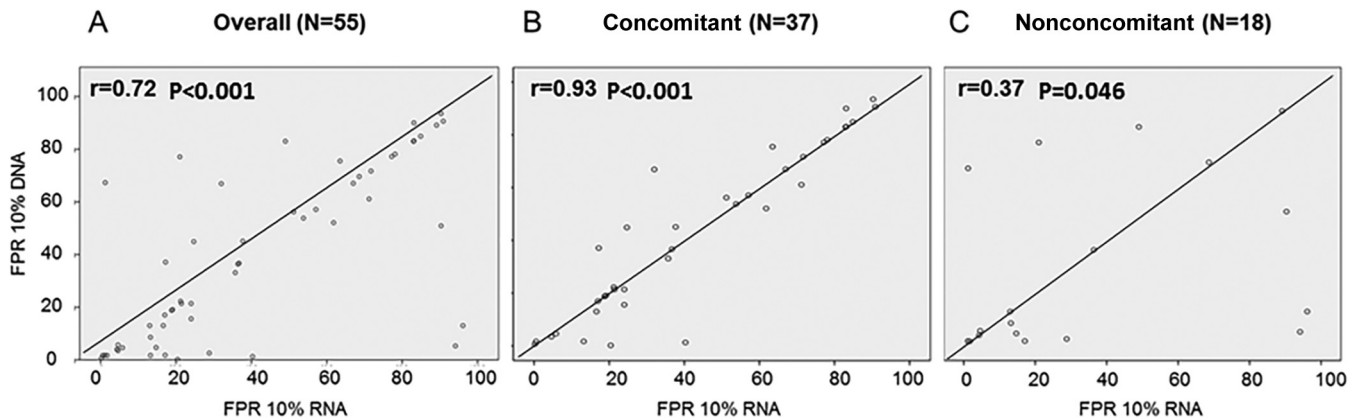 A Overall (N=55) B Concomitant (N=37) C Nonconcomitant (N=18)
r=0.72 P<0.001 r=0.93 P<0.001 r=0.37 P=0.046
100
80
60
40
20
0
FPR 10% DNA
0 20 40 60 80 100 0 20 40 60 80 100 0 20 40 60 80 100
FPR 10% RNA FPR 10% RNA FPR 10% RNA